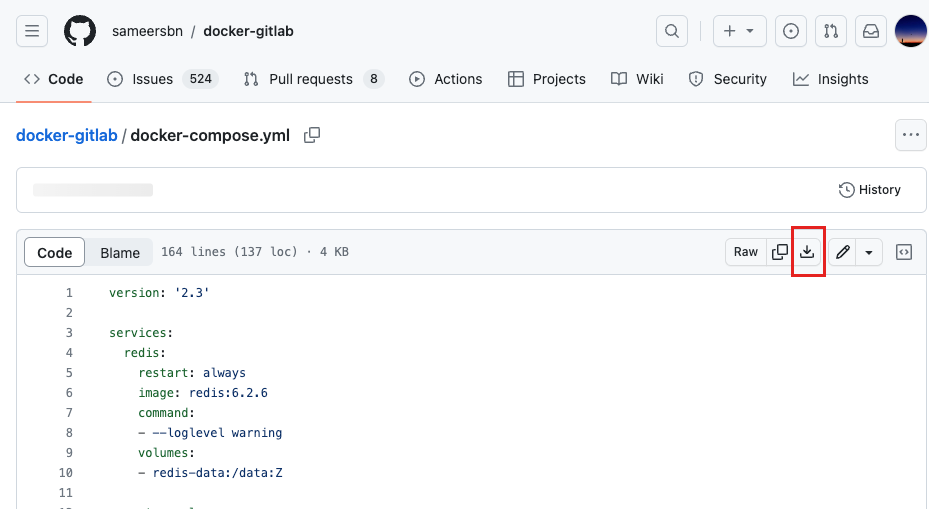 sameersbn / docker-gitlab
Code Issues 524 Pull requests 8 Actions Projects Wiki Security Insights
docker-gitlab / docker-compose.yml
History
Code Blame 164 lines (137 loc) · 4 KB Raw
1 version: '2.3'
2
3 services:
4   redis:
5     restart: always
6     image: redis:6.2.6
7     command:
8     - --loglevel warning
9     volumes:
10     - redis-data:/data:Z
11